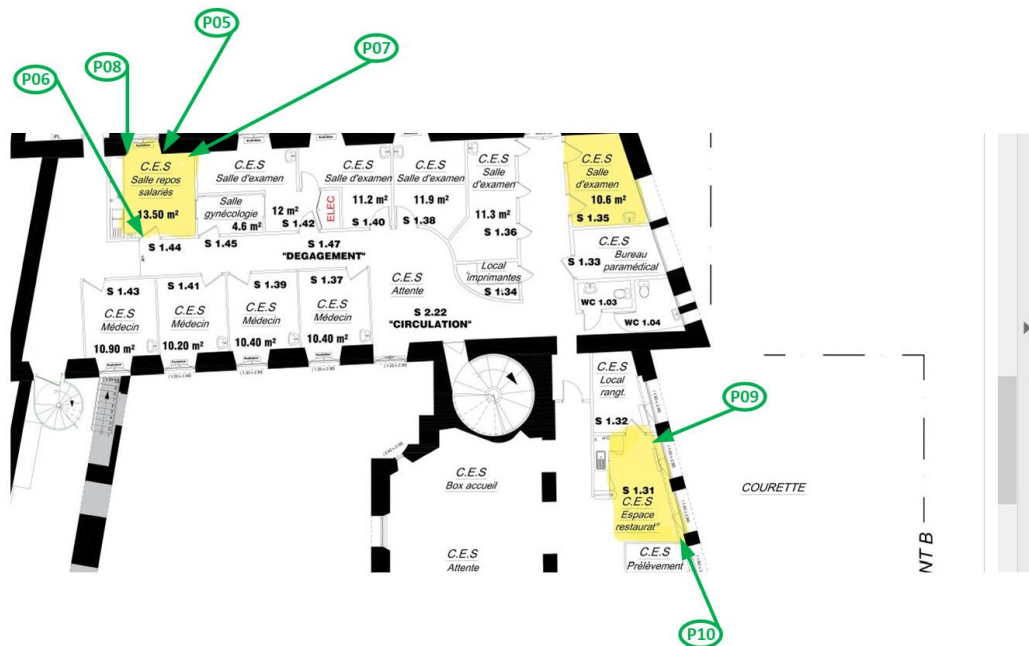 P05
P07
P08
P06
C.E.S
Salle repos
salariés
13.50 m²
C.E.S
Salle d'examen
Salle
gynécologie
4.6 m²
12 m²
ELEC
C.E.S
Salle d'examen
11.2 m²
C.E.S
Salle d'examen
11.9 m²
C.E.S
Salle
d'examen
11.3 m²
C.E.S
Salle
d'examen
10.6 m²
S 1.35
S 1.44
S 1.45
S 1.42
S 1.40
S 1.38
S 1.36
S 1.47
"DEGAGEMENT"
S 1.33
C.E.S
Bureau
paramédical
Local
imprimantes
S 1.34
S 1.43
C.E.S
Médecin
10.90 m²
S 1.41
C.E.S
Médecin
10.20 m²
S 1.39
C.E.S
Médecin
10.40 m²
S 1.37
C.E.S
Médecin
10.40 m²
C.E.S
Attente
S 2.22
"CIRCULATION"
WC 1.03
WC 1.04
C.E.S
Local
rangt.
S 1.32
P09
S 1.31
C.E.S
Espace
restaurat°
C.E.S
Box accueil
COURETTE
C.E.S
Attente
C.E.S
Prélèvement
NT B
P10